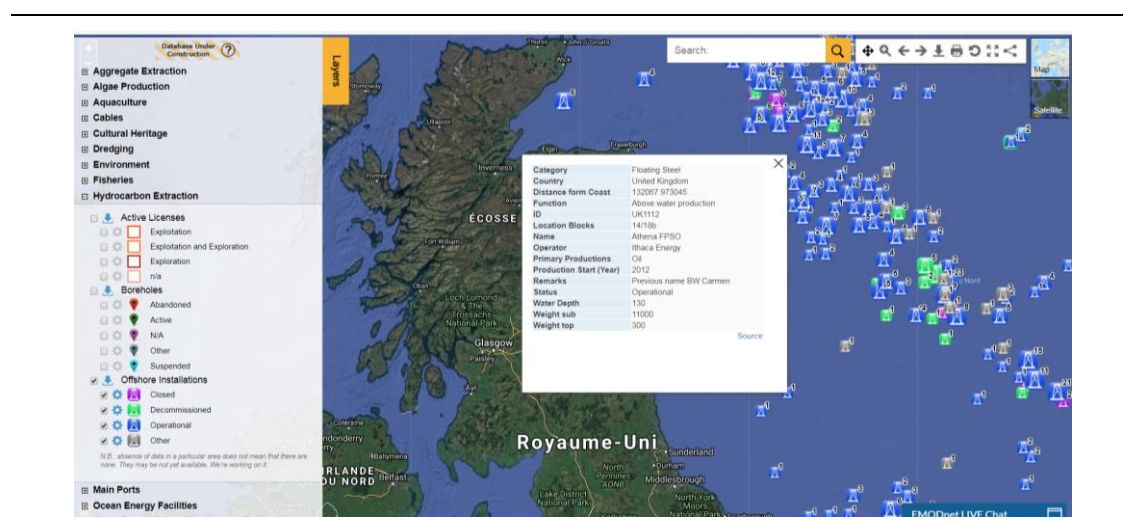 Database Under
Construction
?
Aggregate Extraction
Algae Production
Aquaculture
Cables
Cultural Heritage
Dredging
Environment
Fisheries
Hydrocarbon Extraction
Active Licenses
Exploitation
Exploitation and Exploration
Exploration
n/a
Boreholes
Abandoned
Active
N/A
Other
Suspended
Offshore Installations
Closed
Decommissioned
Operational
Other
N.B.: absence of data in a particular area does not mean that there are
none. They may be not yet available. We're working on it.
Main Ports
Ocean Energy Facilities
Layers
Search:
Map
Satellite
Category Floating Steel
Country United Kingdom
Distance form Coast 132067.973045
Function Above water production
ID UK1112
Location Blocks 14/18b
Name Athena FPSO
Operator Ithaca Energy
Primary Productions Oil
Production Start (Year) 2012
Remarks Previous name BW Carmen
Status Operational
Water Depth 130
Weight sub 11000
Weight top 300
Source
Thurso
John o'Groats
Wick
Stornoway
Ullapool
Elgin
Fraserburgh
Inverness
Portree
ÉCOSSE
Fort William
Oban
Loch Lomond
& The
Trossachs
National Park
Glasgow
Paisley
Ayr
Royaume-Uni
Coleraine
Ballymena
IRLANDE
DU NORD
Belfast
Sunderland
Durham
Middlesbrough
North
Pennines
AONB
Lake District
National Park
North York
Moors
National Park
Scarborough
EMODnet LIVE Chat